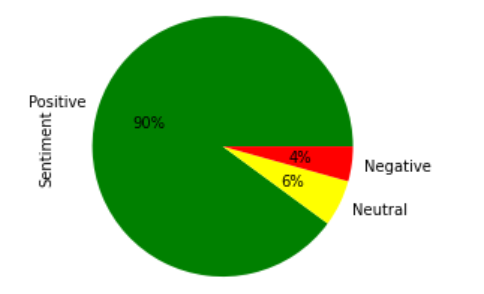 Positive
Sentiment
90%
4%
Negative
6%
Neutral